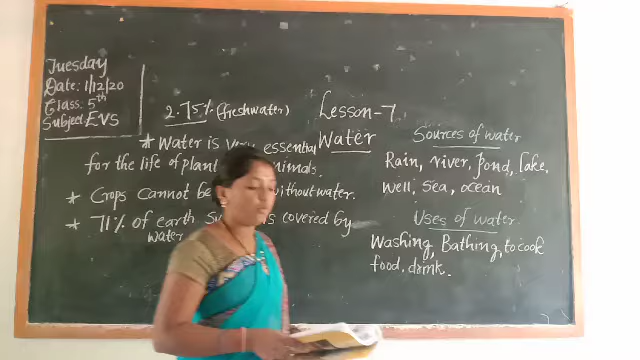 Tuesday
Date: 1/12/20
Class: 5th
Subject: EVS
2.75% (freshwater)
Lesson-7
Water
* Water is very essential
for the life of plant animals.
* Crops cannot be without water.
* 71% of earth is covered by
water
Sources of water
Rain, river, pond, lake,
well, sea, ocean
Uses of water
Washing, Bathing, to cook
food, drink.